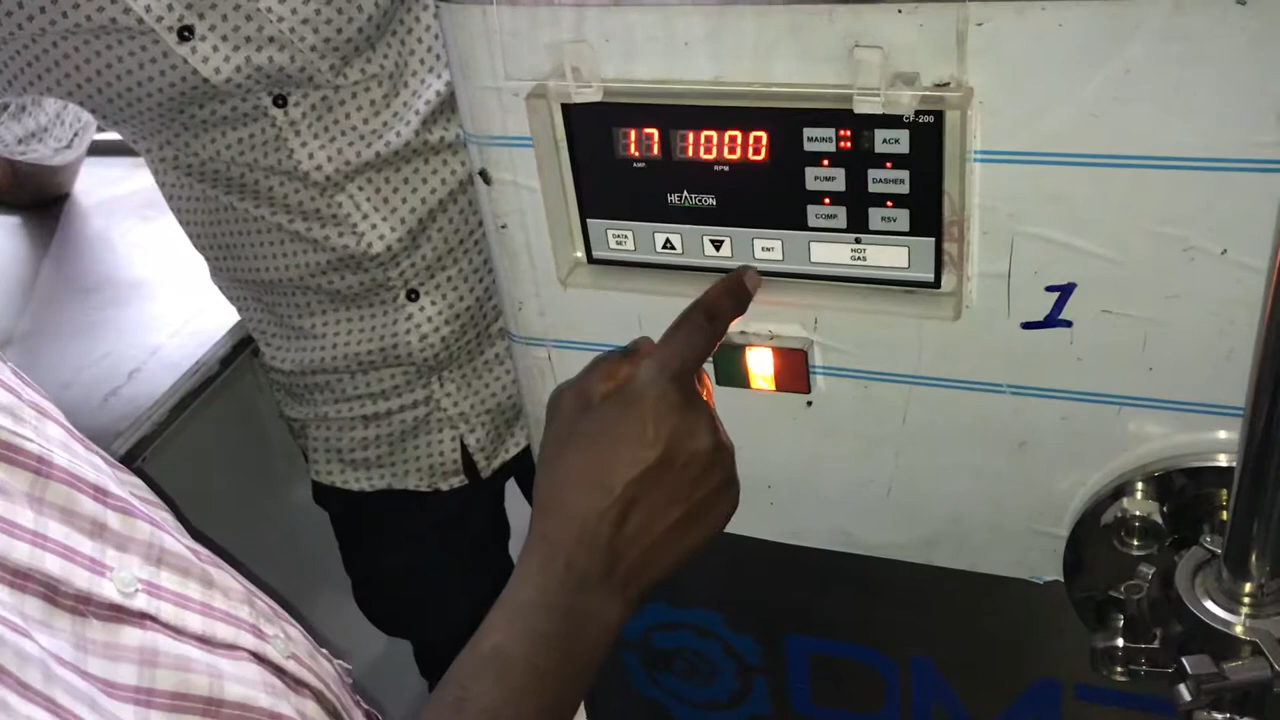 CF-200
1.7 1000
AMP. RPM
MAINS ACK
PUMP DASHER
HEATCON
COMP. RSV
DATA SET
ENT
HOT GAS
1